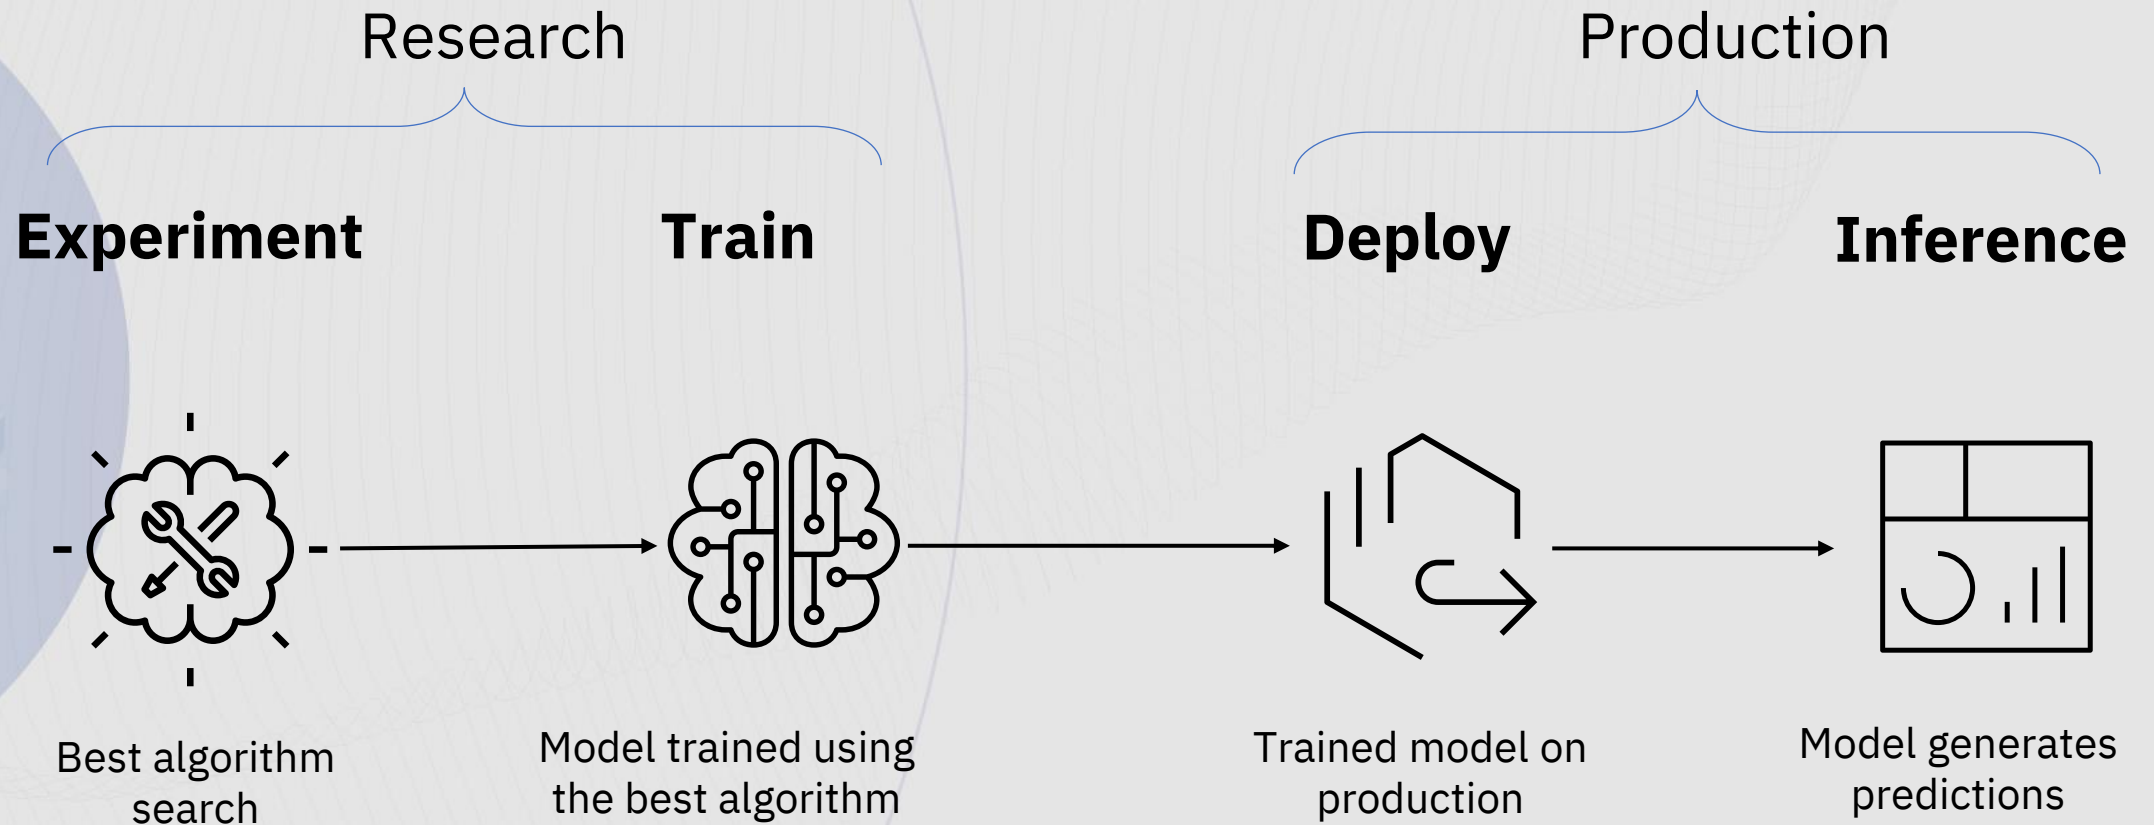 Research
Production
Experiment
Train
Deploy
Inference
Best algorithm
search
Model trained using
the best algorithm
Trained model on
production
Model generates
predictions